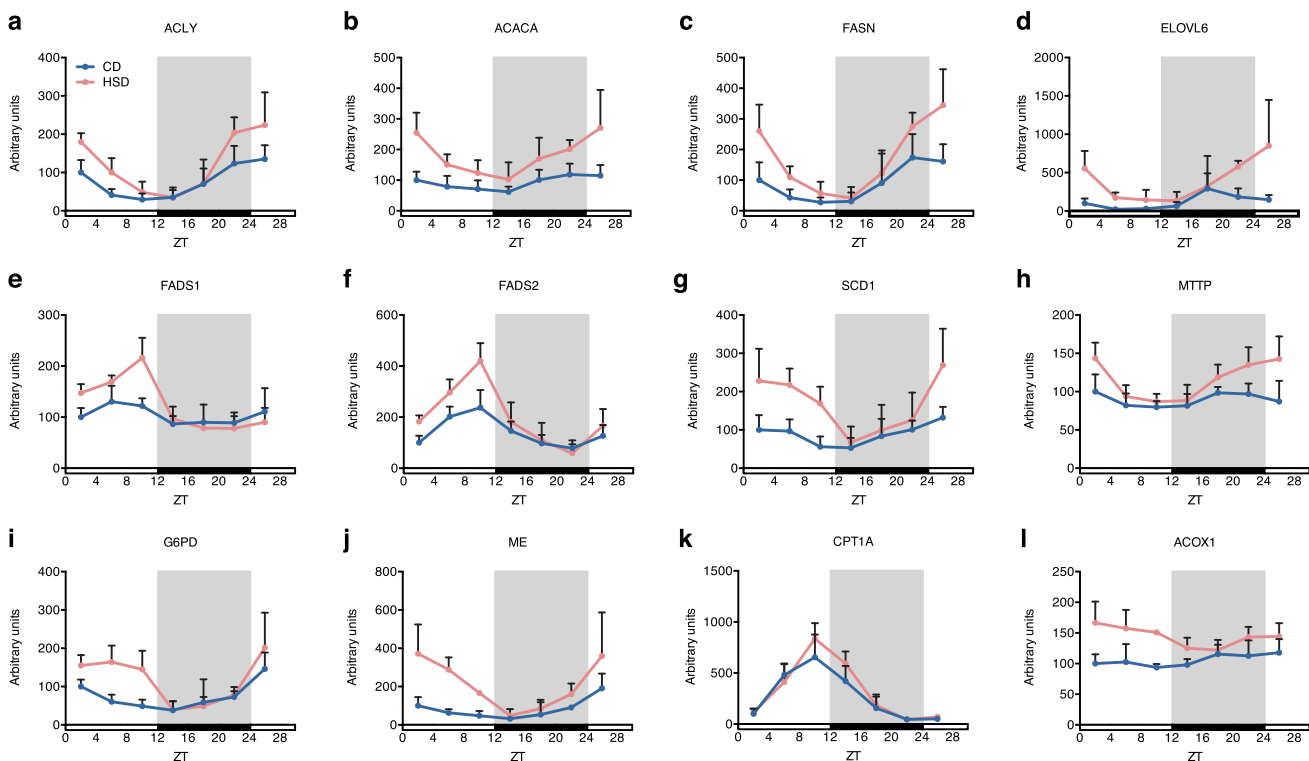 a
ACLY
400
300
200
100
0
Arbitrary units
CD
HSD
0 4 8 12 16 20 24 28
ZT
b
ACACA
500
400
300
200
100
0
Arbitrary units
0 4 8 12 16 20 24 28
ZT
c
FASN
500
400
300
200
100
0
Arbitrary units
0 4 8 12 16 20 24 28
ZT
d
ELOVL6
2000
1500
1000
500
0
Arbitrary units
0 4 8 12 16 20 24 28
ZT
e
FADS1
300
200
100
0
Arbitrary units
0 4 8 12 16 20 24 28
ZT
f
FADS2
600
400
200
0
Arbitrary units
0 4 8 12 16 20 24 28
ZT
g
SCD1
400
300
200
100
0
Arbitrary units
0 4 8 12 16 20 24 28
ZT
h
MTTP
200
150
100
50
0
Arbitrary units
0 4 8 12 16 20 24 28
ZT
i
G6PD
400
300
200
100
0
Arbitrary units
0 4 8 12 16 20 24 28
ZT
j
ME
800
600
400
200
0
Arbitrary units
0 4 8 12 16 20 24 28
ZT
k
CPT1A
1500
1000
500
0
Arbitrary units
0 4 8 12 16 20 24 28
ZT
l
ACOX1
250
200
150
100
50
0
Arbitrary units
0 4 8 12 16 20 24 28
ZT